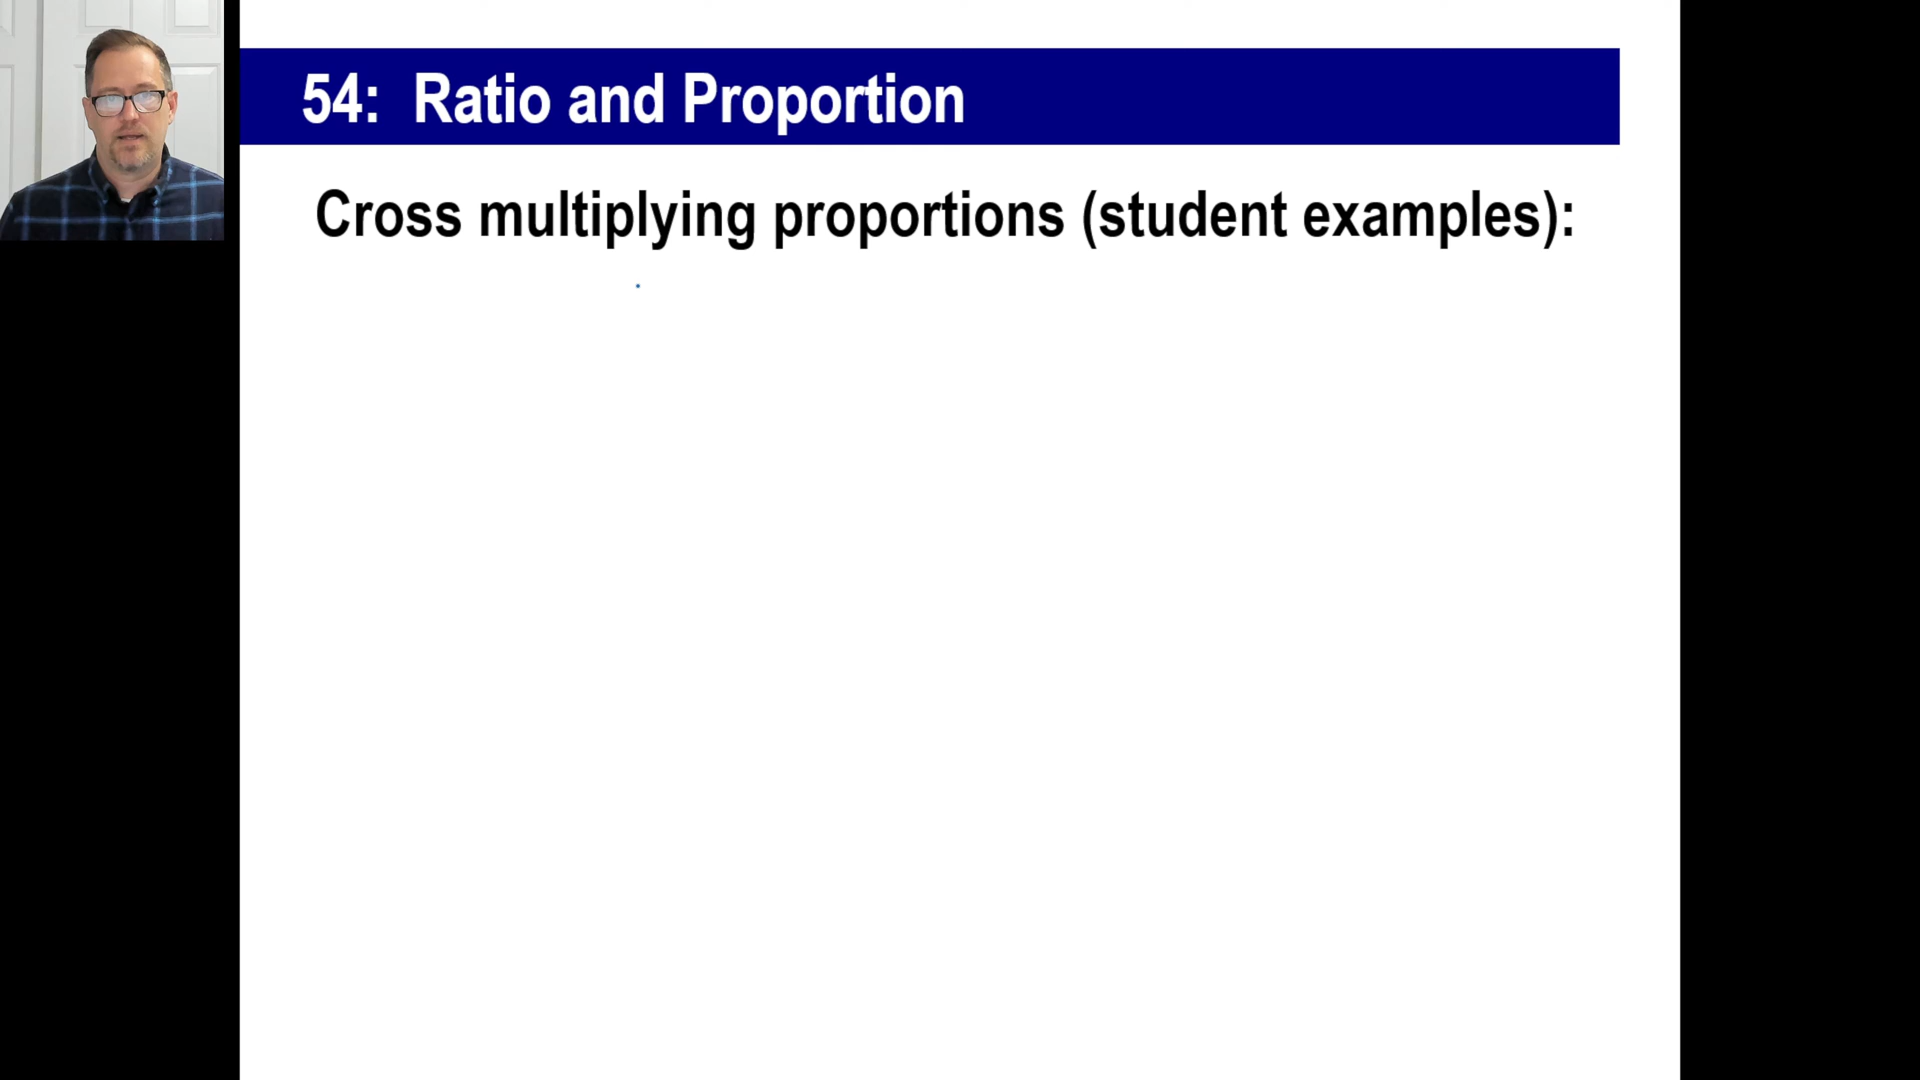 54: Ratio and Proportion
Cross multiplying proportions (student examples):